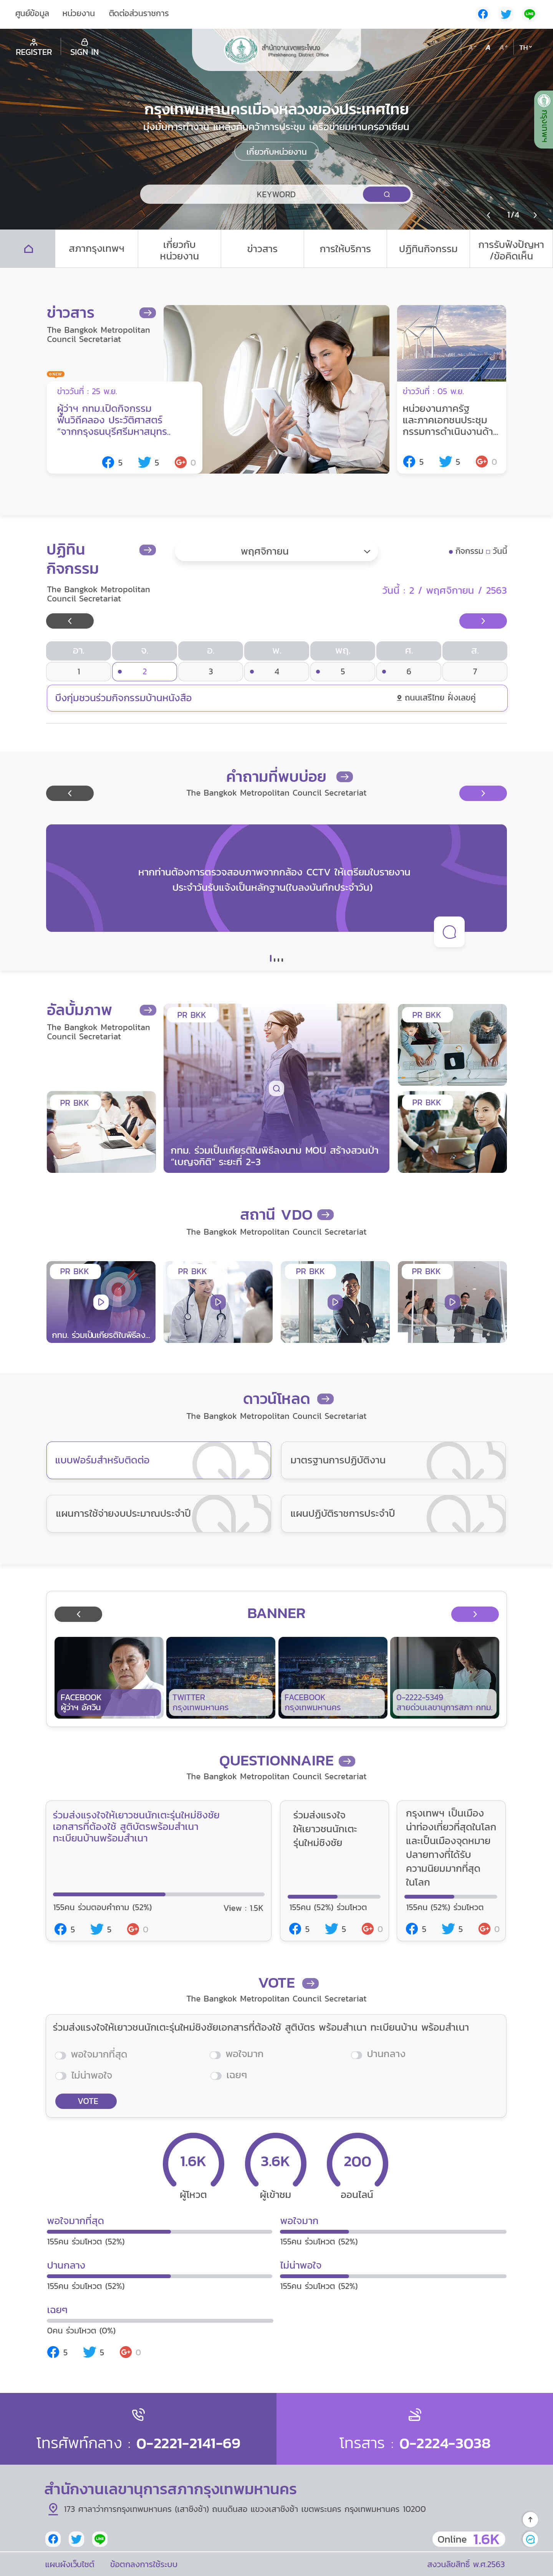 ศูนย์ข้อมูล หน่วยงาน ติดต่อส่วนราชการ
REGISTER SIGN IN
สำนักงานเขตพระโขนง
Phrakhanong District Office
A A A+ TH
กรุงเทพฯ
กรุงเทพมหานครเมืองหลวงของประเทศไทย
มุ่งมั่นการทำงาน แหล่งค้นคว้าการประชุม เครือข่ายมหานครอาเซียน
เกี่ยวกับหน่วยงาน
KEYWORD
1/4
สภากรุงเทพฯ
เกี่ยวกับ
หน่วยงาน
ข่าวสาร
การให้บริการ
ปฏิทินกิจกรรม
การรับฟังปัญหา
/ข้อคิดเห็น
ข่าวสาร
The Bangkok Metropolitan
Council Secretariat
ข่าววันที่ : 25 พ.ย.
ผู้ว่าฯ กทม.เปิดกิจกรรม
ฟื้นวิถีคลอง ประวัติศาสตร์
“จากกรุงธนบุรีศรีมหาสมุทร..
5 5 0
ข่าววันที่ : 05 พ.ย.
หน่วยงานภาครัฐ
และภาคเอกชนประชุม
กรรมการดำเนินงานด้า...
5 5 0
ปฏิทิน
กิจกรรม
The Bangkok Metropolitan
Council Secretariat
พฤศจิกายน
กิจกรรม วันนี้
วันนี้ : 2 / พฤศจิกายน / 2563
อา. จ. อ. พ. พฤ. ศ. ส.
1 2 3 4 5 6 7
บึงกุ่มชวนร่วมกิจกรรมบ้านหนังสือ
ถนนเสรีไทย ฝั่งเลขคู่
คำถามที่พบบ่อย
The Bangkok Metropolitan Council Secretariat
หากท่านต้องการตรวจสอบภาพจากกล้อง CCTV ให้เตรียมใบรายงาน
ประจำวันรับแจ้งเป็นหลักฐาน(ใบลงบันทึกประจำวัน)
อัลบั้มภาพ
The Bangkok Metropolitan
Council Secretariat
PR BKK
PR BKK
กทม. ร่วมเป็นเกียรติในพิธีลงนาม MOU สร้างสวนป่า
“เบญจกิติ” ระยะที่ 2-3
PR BKK
PR BKK
สถานี VDO
The Bangkok Metropolitan Council Secretariat
PR BKK
กทม. ร่วมเป็นเกียรติในพิธีลง...
PR BKK
PR BKK
PR BKK
ดาวน์โหลด
The Bangkok Metropolitan Council Secretariat
แบบฟอร์มสำหรับติดต่อ
มาตรฐานการปฏิบัติงาน
แผนการใช้จ่ายงบประมาณประจำปี
แผนปฏิบัติราชการประจำปี
BANNER
FACEBOOK
ผู้ว่าฯ อัศวิน
TWITTER
กรุงเทพมหานคร
FACEBOOK
กรุงเทพมหานคร
0-2222-5349
สายด่วนเลขานุการสภา กทม.
QUESTIONNAIRE
The Bangkok Metropolitan Council Secretariat
ร่วมส่งแรงใจให้เยาวชนนักเตะรุ่นใหม่ชิงชัย
เอกสารที่ต้องใช้ สูติบัตรพร้อมสำเนา
ทะเบียนบ้านพร้อมสำเนา
155คน ร่วมตอบคำถาม (52%)
View : 1.5K
5 5 0
ร่วมส่งแรงใจ
ให้เยาวชนนักเตะ
รุ่นใหม่ชิงชัย
155คน (52%) ร่วมโหวต
5 5 0
กรุงเทพฯ เป็นเมือง
น่าท่องเที่ยวที่สุดในโลก
และเป็นเมืองจุดหมาย
ปลายทางที่ได้รับ
ความนิยมมากที่สุด
ในโลก
155คน (52%) ร่วมโหวต
5 5 0
VOTE
The Bangkok Metropolitan Council Secretariat
ร่วมส่งแรงใจให้เยาวชนนักเตะรุ่นใหม่ชิงชัยเอกสารที่ต้องใช้ สูติบัตร พร้อมสำเนา ทะเบียนบ้าน พร้อมสำเนา
พอใจมากที่สุด พอใจมาก ปานกลาง
ไม่น่าพอใจ เฉยๆ
VOTE
1.6K 3.6K 200
ผู้โหวต ผู้เข้าชม ออนไลน์
พอใจมากที่สุด
155คน ร่วมโหวต (52%)
พอใจมาก
155คน ร่วมโหวต (52%)
ปานกลาง
155คน ร่วมโหวต (52%)
ไม่น่าพอใจ
155คน ร่วมโหวต (52%)
เฉยๆ
0คน ร่วมโหวต (0%)
5 5 0
โทรศัพท์กลาง : 0-2221-2141-69
โทรสาร : 0-2224-3038
สำนักงานเลขานุการสภากรุงเทพมหานคร
173 ศาลาว่าการกรุงเทพมหานคร (เสาชิงช้า) ถนนดินสอ แขวงเสาชิงช้า เขตพระนคร กรุงเทพมหานคร 10200
Online 1.6K
แผนผังเว็บไซต์ ข้อตกลงการใช้ระบบ
สงวนลิขสิทธิ์ พ.ศ.2563